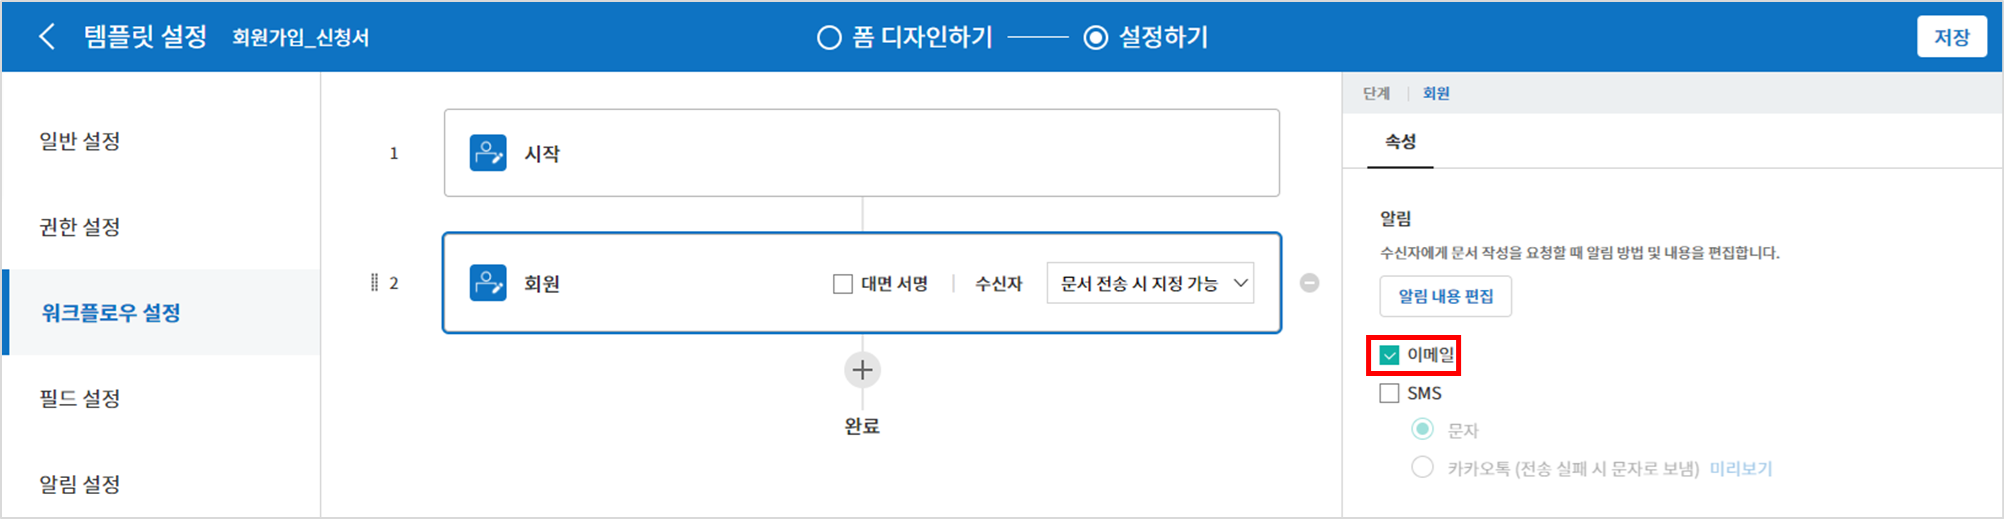 템플릿 설정 회원가입_신청서 폼 디자인하기 설정하기 저장
일반 설정
권한 설정
워크플로우 설정
필드 설정
알림 설정
1 시작
2 회원 대면 서명 수신자 문서 전송 시 지정 가능
완료
단계 회원
속성
알림
수신자에게 문서 작성을 요청할 때 알림 방법 및 내용을 편집합니다.
알림 내용 편집
이메일
SMS
문자
카카오톡 (전송 실패 시 문자로 보냄) 미리보기